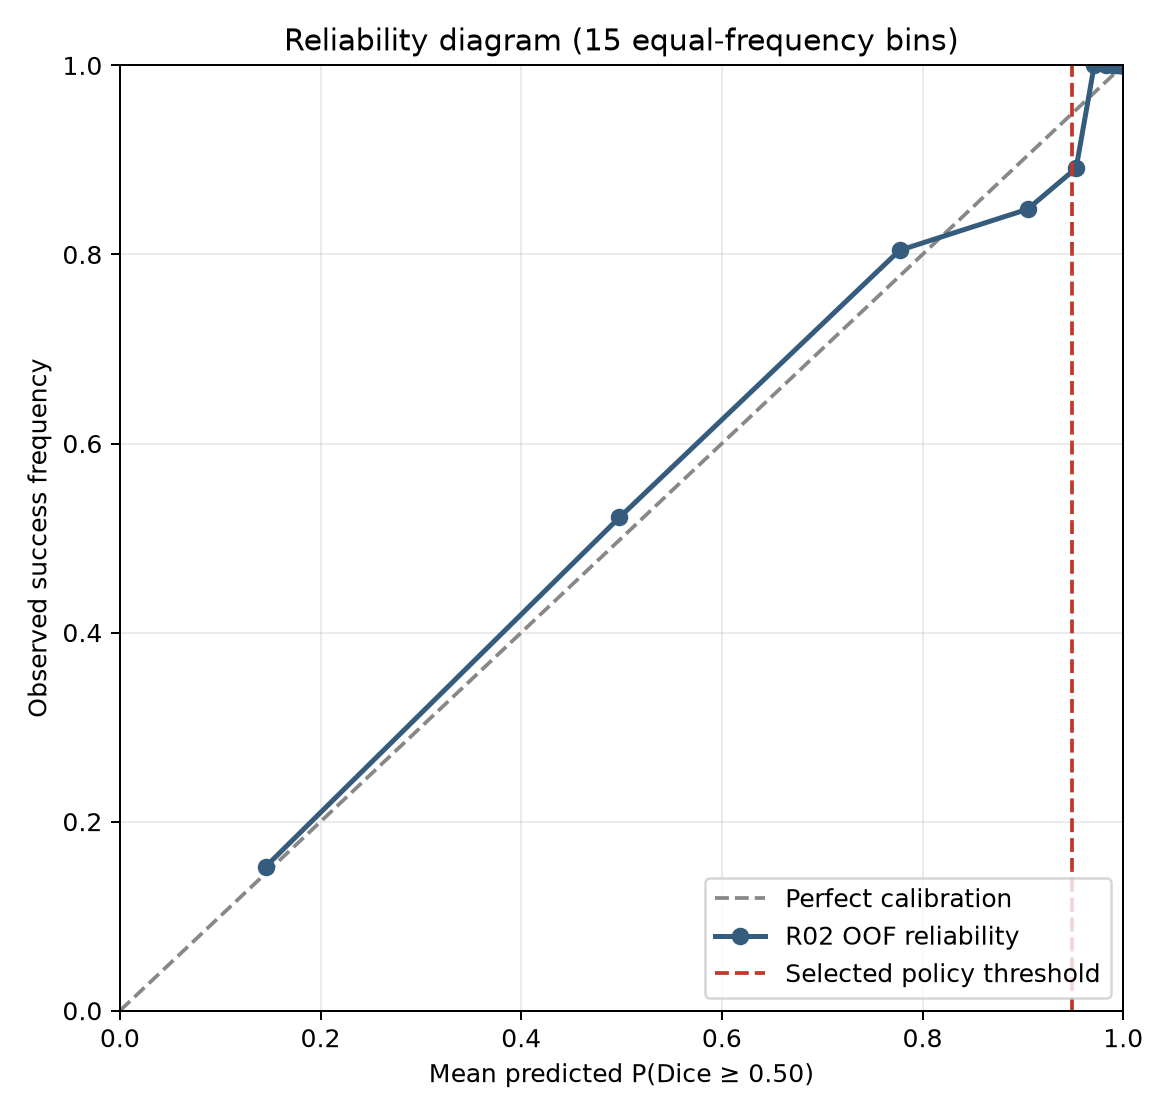 Reliability diagram (15 equal-frequency bins)
1.0
0.8
0.6
0.4
0.2
0.0
Observed success frequency
Perfect calibration
R02 OOF reliability
Selected policy threshold
0.0 0.2 0.4 0.6 0.8 1.0
Mean predicted P(Dice ≥ 0.50)